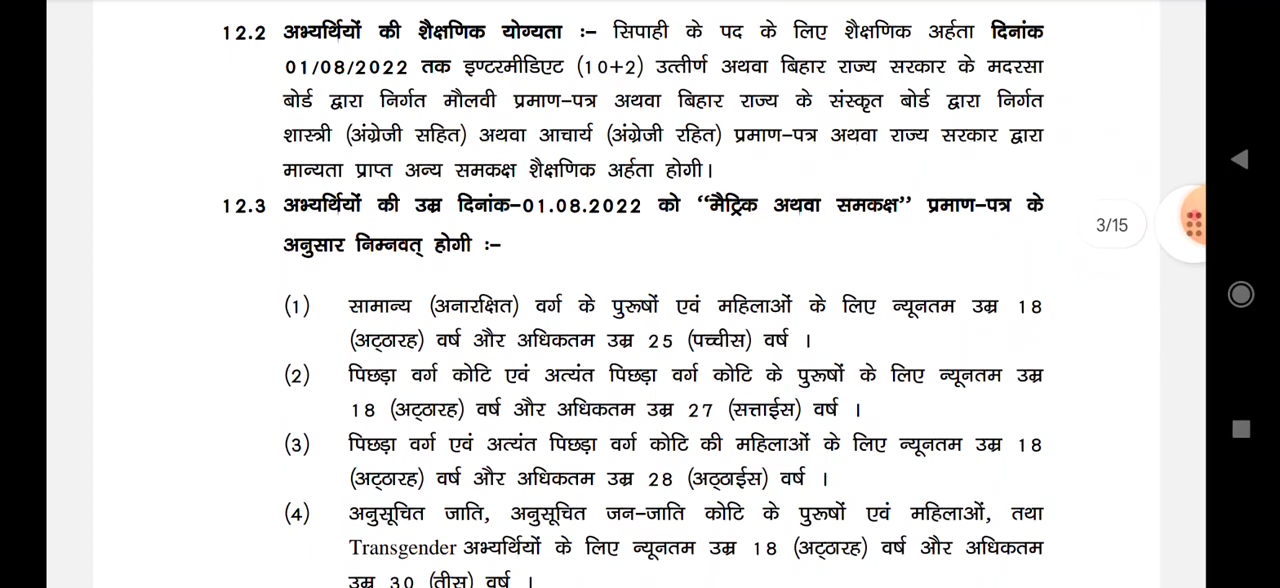 12.2 अभ्यर्थियों की शैक्षणिक योग्यता :– सिपाही के पद के लिए शैक्षणिक अर्हता दिनांक
01/08/2022 तक इण्टरमीडिएट (10+2) उत्तीर्ण अथवा बिहार राज्य सरकार के मदरसा
बोर्ड द्वारा निर्गत मौलवी प्रमाण–पत्र अथवा बिहार राज्य के संस्कृत बोर्ड द्वारा निर्गत
शास्त्री (अंग्रेजी सहित) अथवा आचार्य (अंग्रेजी रहित) प्रमाण–पत्र अथवा राज्य सरकार द्वारा
मान्यता प्राप्त अन्य समकक्ष शैक्षणिक अर्हता होगी।
12.3 अभ्यर्थियों की उम्र दिनांक–01.08.2022 को “मैट्रिक अथवा समकक्ष” प्रमाण–पत्र के
अनुसार निम्नवत् होगी :–
3/15
(1) सामान्य (अनारक्षित) वर्ग के पुरूषों एवं महिलाओं के लिए न्यूनतम उम्र 18
(अट्ठारह) वर्ष और अधिकतम उम्र 25 (पच्चीस) वर्ष ।
(2) पिछड़ा वर्ग कोटि एवं अत्यंत पिछड़ा वर्ग कोटि के पुरूषों के लिए न्यूनतम उम्र
18 (अट्ठारह) वर्ष और अधिकतम उम्र 27 (सत्ताईस) वर्ष ।
(3) पिछड़ा वर्ग एवं अत्यंत पिछड़ा वर्ग कोटि की महिलाओं के लिए न्यूनतम उम्र 18
(अट्ठारह) वर्ष और अधिकतम उम्र 28 (अट्ठाईस) वर्ष ।
(4) अनुसूचित जाति, अनुसूचित जन–जाति कोटि के पुरूषों एवं महिलाओं, तथा
Transgender अभ्यर्थियों के लिए न्यूनतम उम्र 18 (अट्ठारह) वर्ष और अधिकतम
उम्र 30 (तीस) वर्ष ।